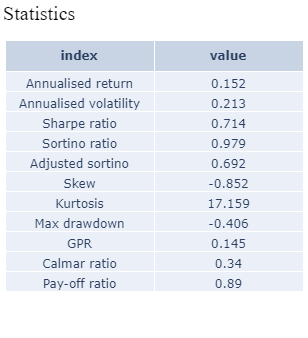 Statistics
index value
Annualised return 0.152
Annualised volatility 0.213
Sharpe ratio 0.714
Sortino ratio 0.979
Adjusted sortino 0.692
Skew -0.852
Kurtosis 17.159
Max drawdown -0.406
GPR 0.145
Calmar ratio 0.34
Pay-off ratio 0.89